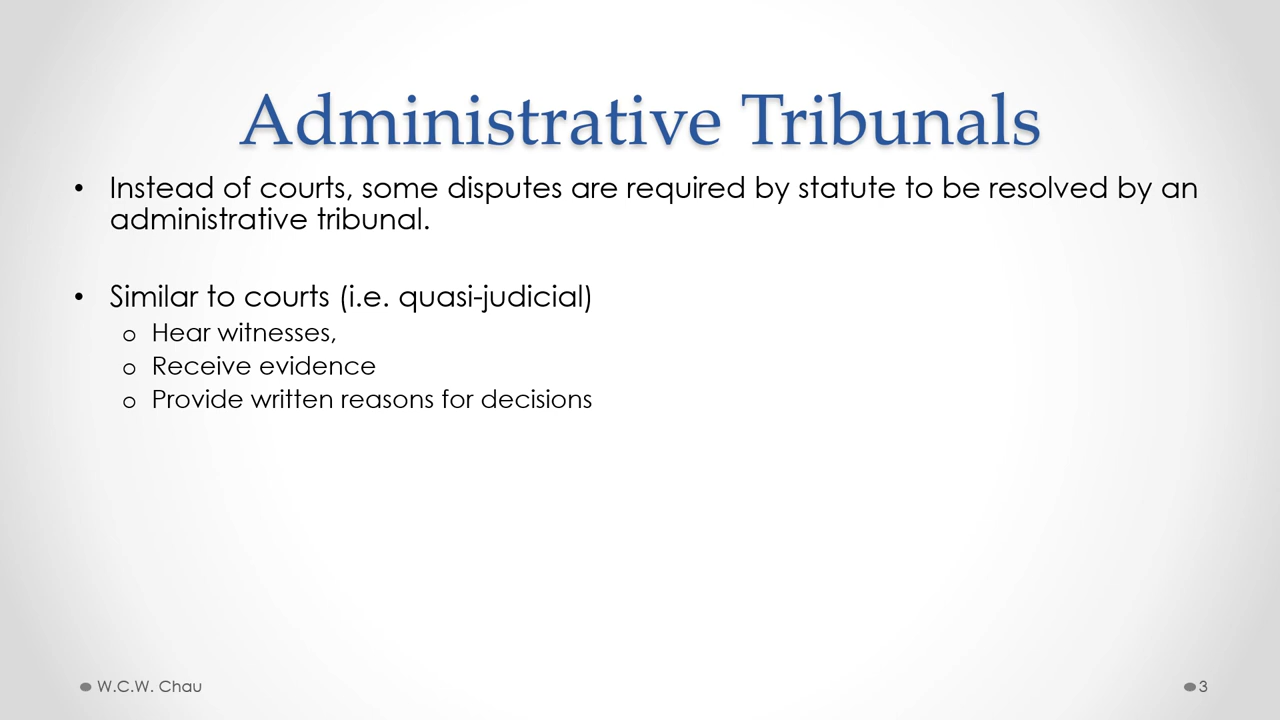 Administrative Tribunals
• Instead of courts, some disputes are required by statute to be resolved by an
administrative tribunal.
• Similar to courts (i.e. quasi-judicial)
o Hear witnesses,
o Receive evidence
o Provide written reasons for decisions
W.C.W. Chau
3